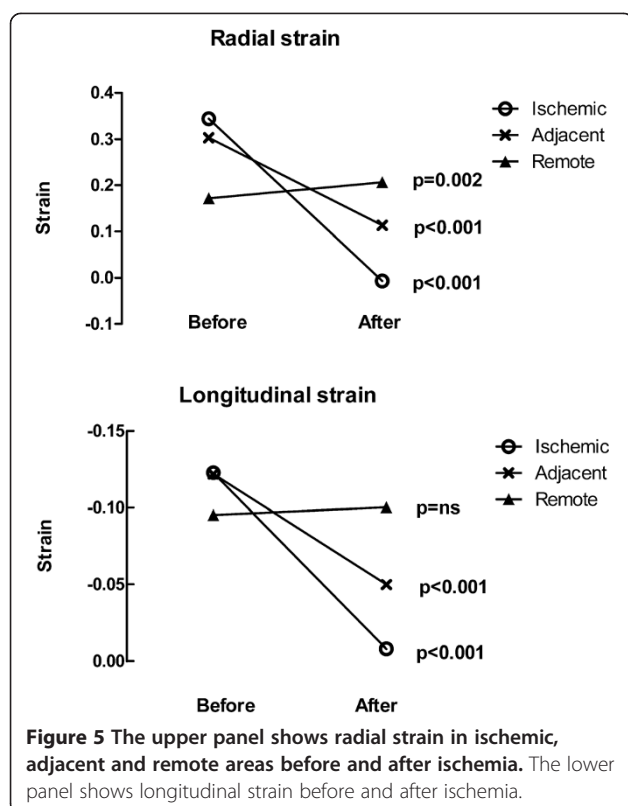 Radial strain
0.4
0.3
0.2
0.1
0.0
-0.1
Strain
Before
After
Ischemic
Adjacent
Remote
p=0.002
p<0.001
p<0.001
Longitudinal strain
-0.15
-0.10
-0.05
0.00
Strain
Before
After
Ischemic
Adjacent
Remote
p=ns
p<0.001
p<0.001
Figure 5 The upper panel shows radial strain in ischemic,
adjacent and remote areas before and after ischemia. The lower
panel shows longitudinal strain before and after ischemia.